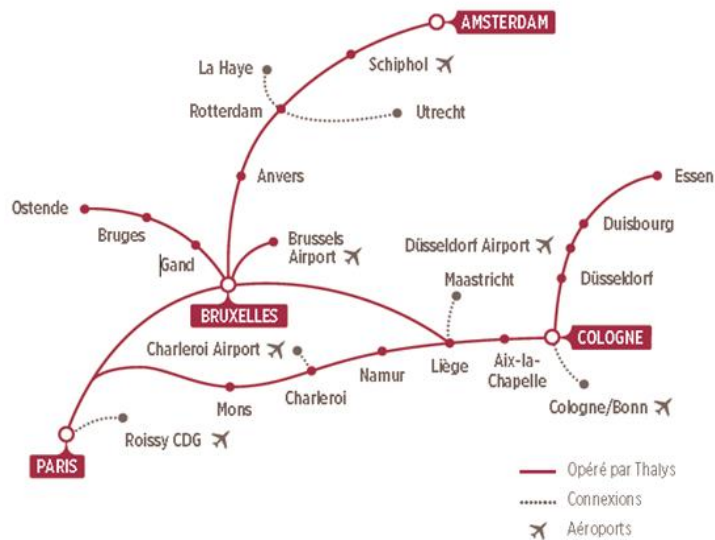 AMSTERDAM
Schiphol
La Haye
Rotterdam
Utrecht
Anvers
Essen
Ostende
Bruges
Duisbourg
Gand
Brussels
Airport
Düsseldorf Airport
Maastricht
Düsseldorf
BRUXELLES
COLOGNE
Charleroi Airport
Namur
Liège
Aix-la-
Chapelle
Charleroi
Mons
Cologne/Bonn
Roissy CDG
PARIS
Opéré par Thalys
Connexions
Aéroports